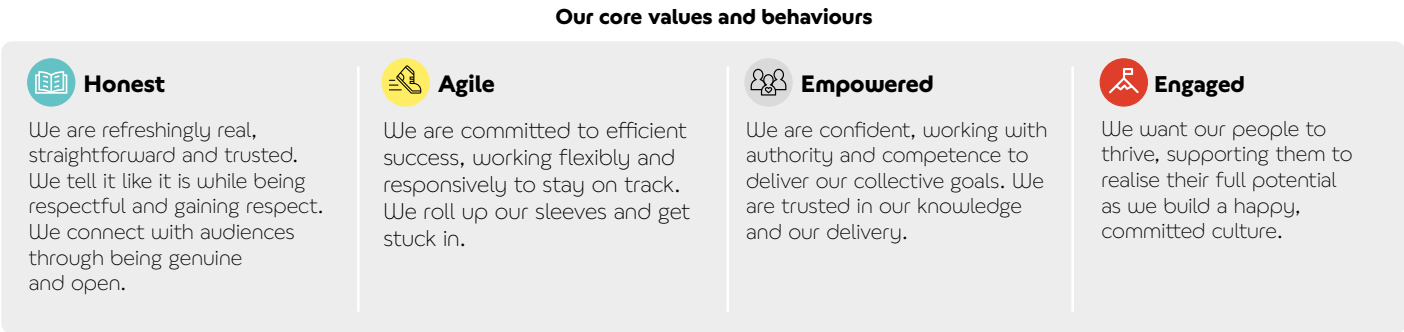 Our core values and behaviours
Honest
We are refreshingly real,
straightforward and trusted.
We tell it like it is while being
respectful and gaining respect.
We connect with audiences
through being genuine
and open.
Agile
We are committed to efficient
success, working flexibly and
responsively to stay on track.
We roll up our sleeves and get
stuck in.
Empowered
We are confident, working with
authority and competence to
deliver our collective goals. We
are trusted in our knowledge
and our delivery.
Engaged
We want our people to
thrive, supporting them to
realise their full potential
as we build a happy,
committed culture.